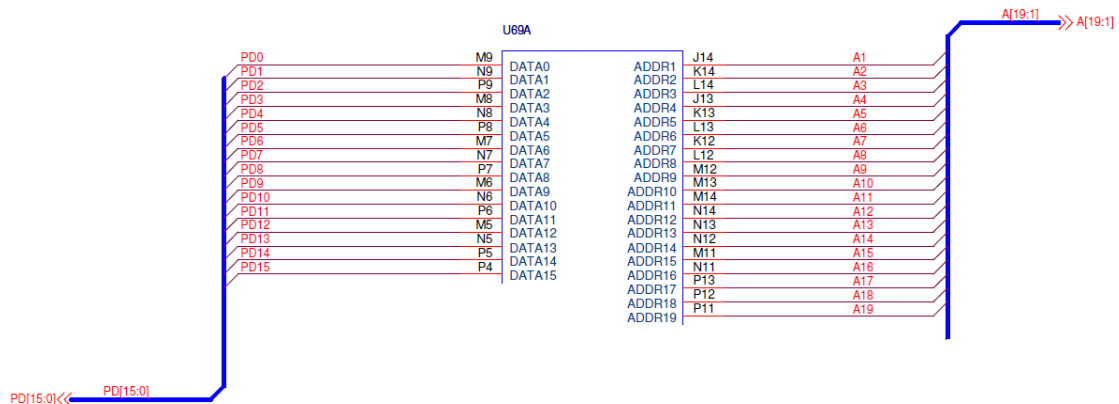 A[19:1]
A[19:1]
U69A
PD0 M9 DATA0 ADDR1 J14 A1
PD1 N9 DATA1 ADDR2 K14 A2
PD2 P9 DATA2 ADDR3 L14 A3
PD3 M8 DATA3 ADDR4 J13 A4
PD4 N8 DATA4 ADDR5 K13 A5
PD5 P8 DATA5 ADDR6 L13 A6
PD6 M7 DATA6 ADDR7 K12 A7
PD7 N7 DATA7 ADDR8 L12 A8
PD8 P7 DATA8 ADDR9 M12 A9
PD9 M6 DATA9 ADDR10 M13 A10
PD10 N6 DATA10 ADDR11 M14 A11
PD11 P6 DATA11 ADDR12 N14 A12
PD12 M5 DATA12 ADDR13 N13 A13
PD13 N5 DATA13 ADDR14 N12 A14
PD14 P5 DATA14 ADDR15 M11 A15
PD15 P4 DATA15 ADDR16 N11 A16
ADDR17 P13 A17
ADDR18 P12 A18
ADDR19 P11 A19
PD[15:0]
PD[15:0]